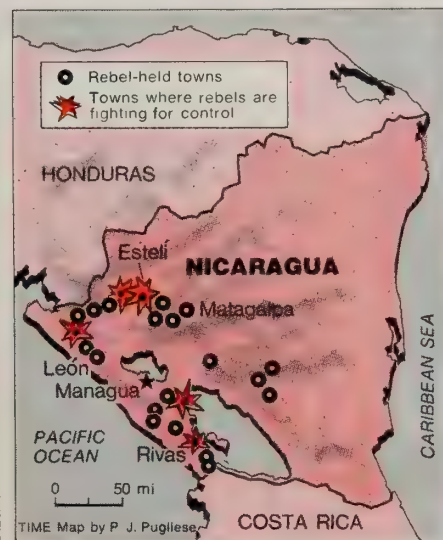 Rebel-held towns
Towns where rebels are
fighting for control
HONDURAS
Estelí
NICARAGUA
Matagalpa
León
Managua
PACIFIC
OCEAN
Rivas
CARIBBEAN SEA
0 50 mi
TIME Map by P. J. Pugliese
COSTA RICA